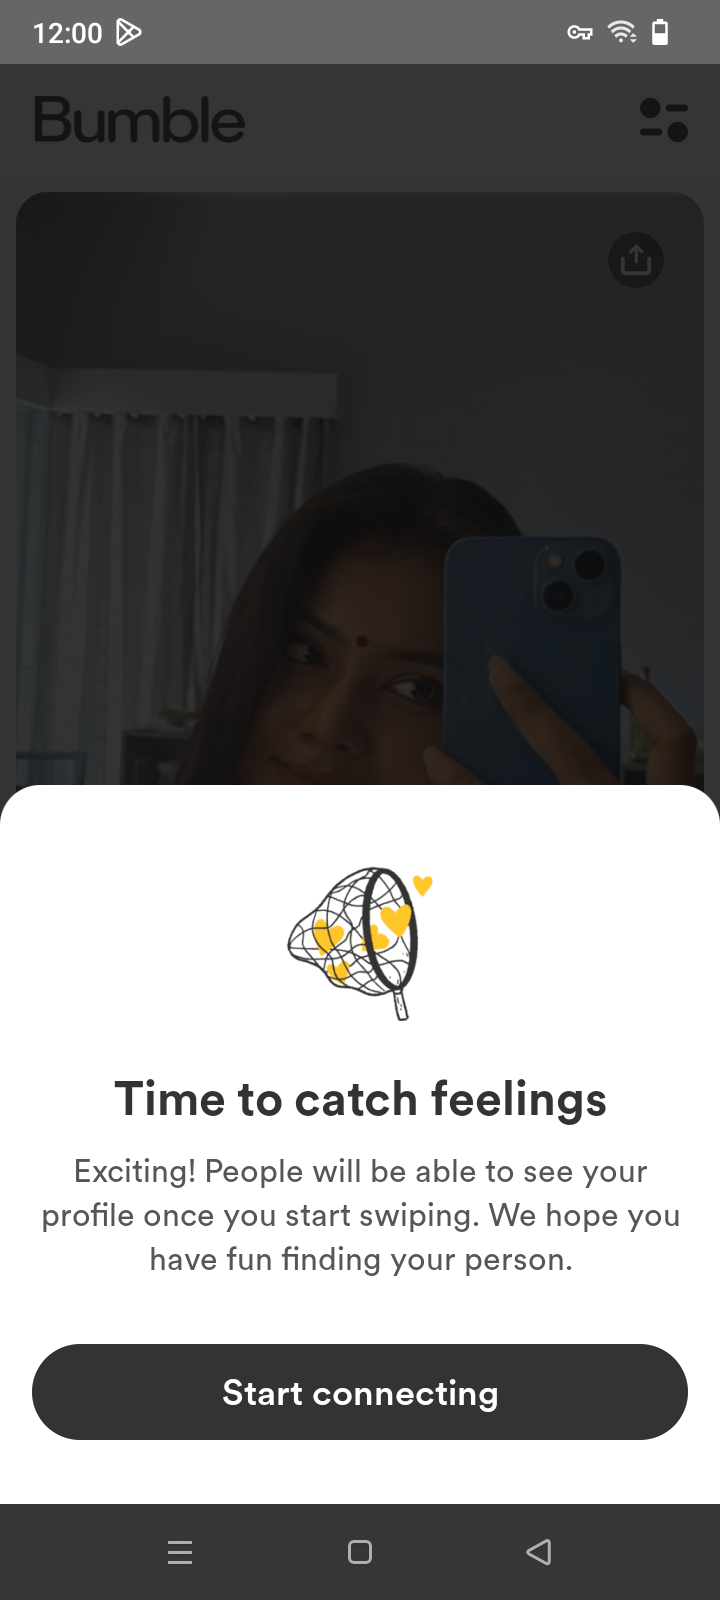 12:00
Bumble
Time to catch feelings
Exciting! People will be able to see your
profile once you start swiping. We hope you
have fun finding your person.
Start connecting